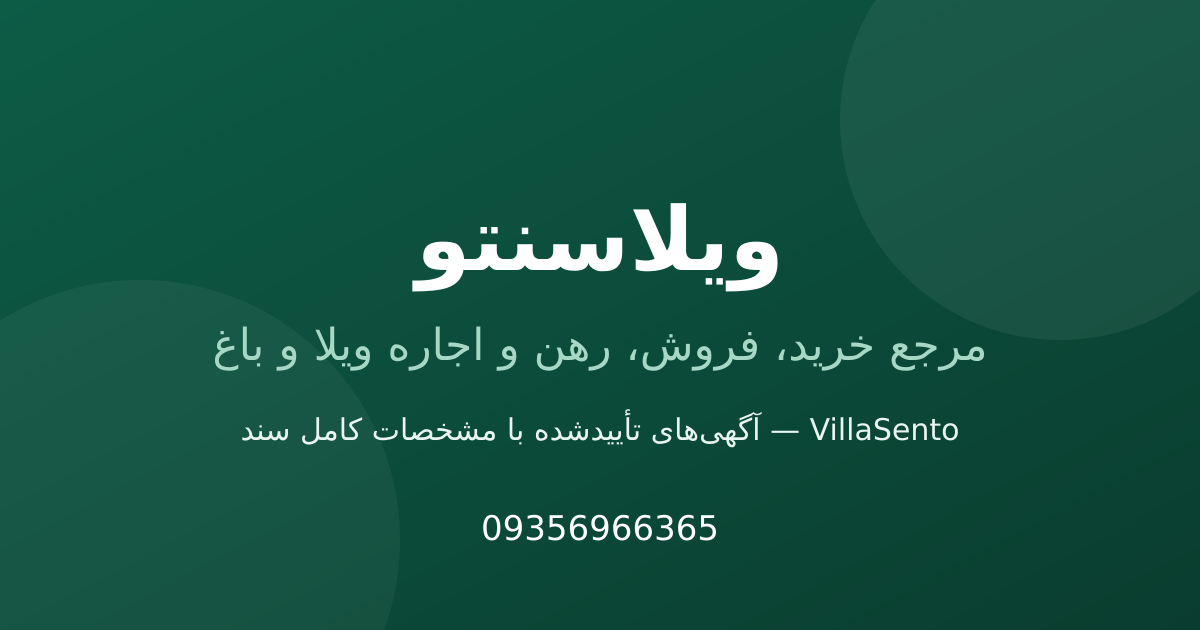 ویلاسنتو
مرجع خرید، فروش، رهن و اجاره ویلا و باغ
VillaSento — آگهی‌های تأییدشده با مشخصات کامل سند
09356966365